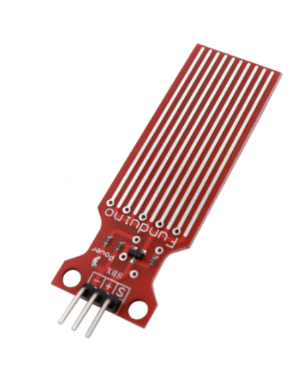 Funduino
Power
S + -